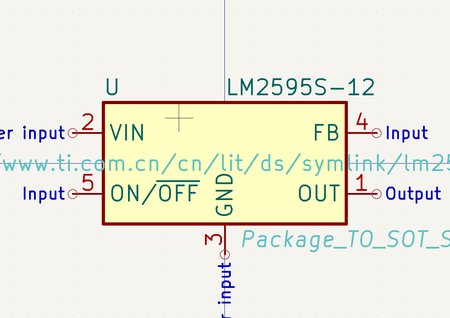 U LM2595S-12
er input 2 VIN FB 4 Input
/www.ti.com.cn/cn/lit/ds/symlink/lm25
Input 5 ON/OFF GND OUT 1 Output
3 Package_TO_SOT_S
r input